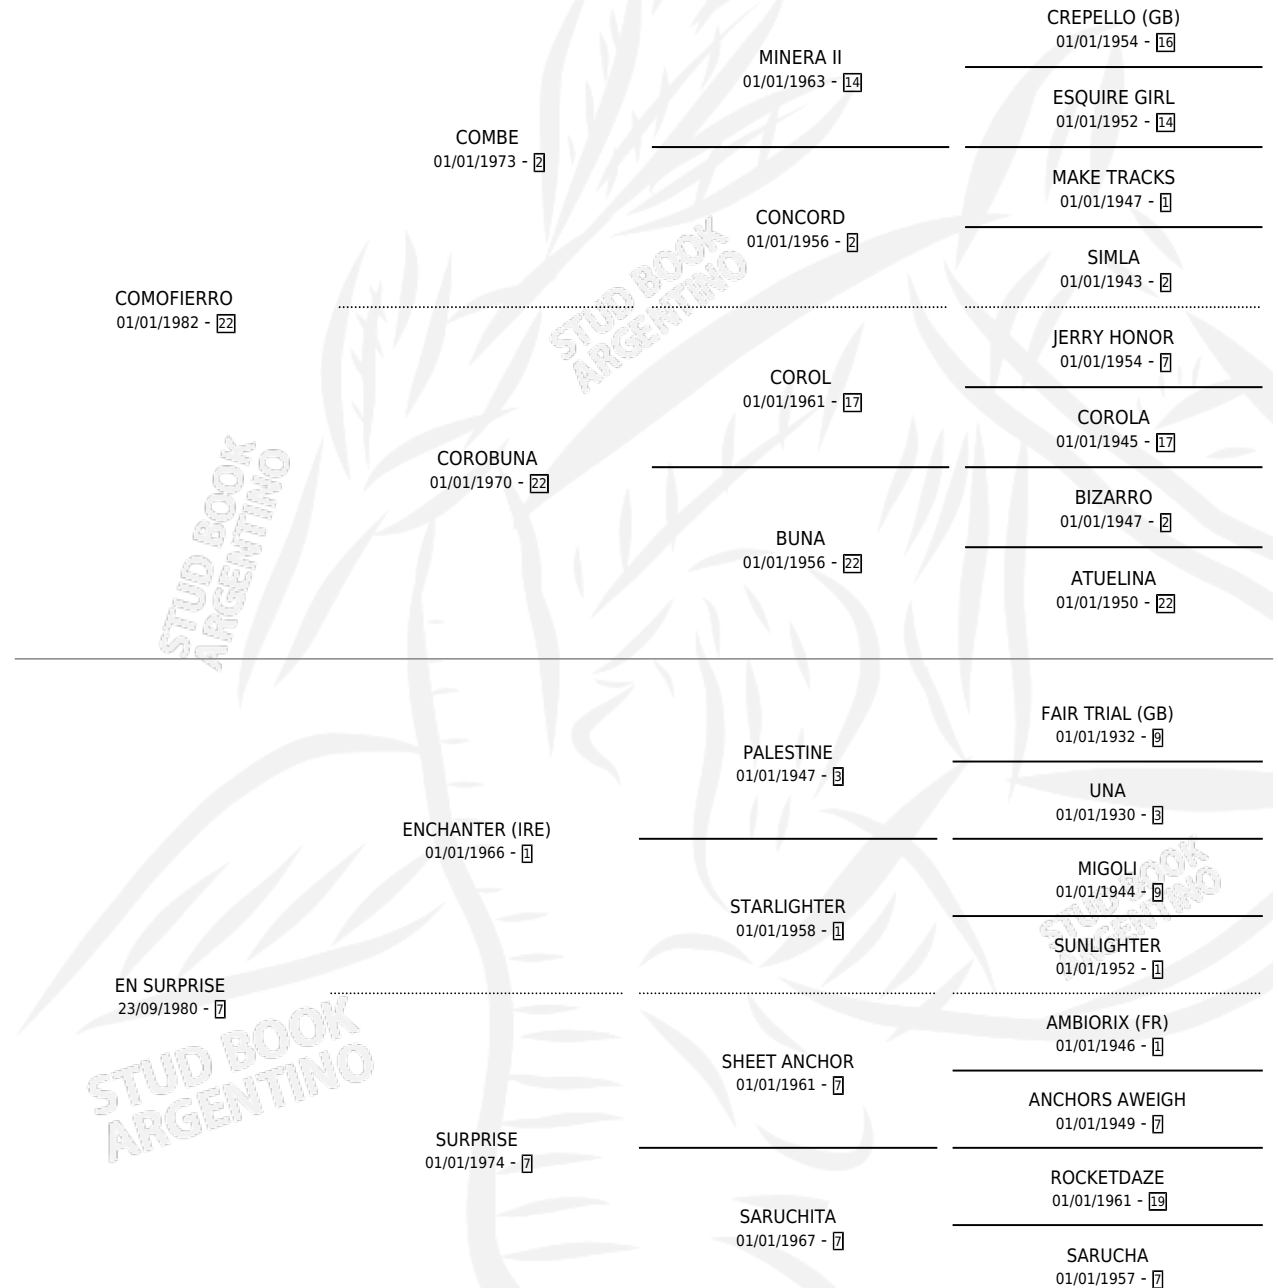 CREPELLO (GB)
01/01/1954 - 16
MINERA II
01/01/1963 - 14
ESQUIRE GIRL
01/01/1952 - 14
COMBE
01/01/1973 - 2
MAKE TRACKS
01/01/1947 - 1
CONCORD
01/01/1956 - 2
SIMLA
01/01/1943 - 2
COMOFIERRO
01/01/1982 - 22
JERRY HONOR
01/01/1954 - 7
COROL
01/01/1961 - 17
COROLA
01/01/1945 - 17
COROBUNA
01/01/1970 - 22
BIZARRO
01/01/1947 - 2
BUNA
01/01/1956 - 22
ATUELINA
01/01/1950 - 22
FAIR TRIAL (GB)
01/01/1932 - 9
PALESTINE
01/01/1947 - 3
UNA
01/01/1930 - 3
ENCHANTER (IRE)
01/01/1966 - 1
MIGOLI
01/01/1944 - 9
STARLIGHTER
01/01/1958 - 1
SUNLIGHTER
01/01/1952 - 1
EN SURPRISE
23/09/1980 - 7
AMBIORIX (FR)
01/01/1946 - 1
SHEET ANCHOR
01/01/1961 - 7
ANCHORS AWEIGH
01/01/1949 - 7
SURPRISE
01/01/1974 - 7
ROCKETDAZE
01/01/1961 - 19
SARUCHITA
01/01/1967 - 7
SARUCHA
01/01/1957 - 7
STUD BOOK
ARGENTINO
STUD BOOK
ARGENTINO
STUD BOOK
ARGENTINO
STUD BOOK
ARGENTINO